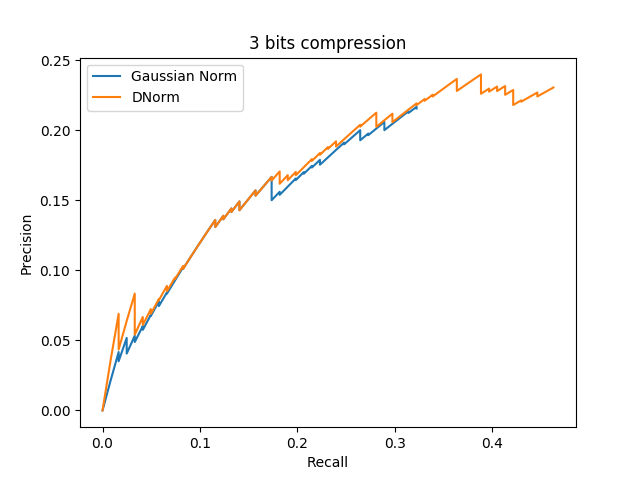 3 bits compression
Gaussian Norm
DNorm
0.25
0.20
0.15
0.10
0.05
0.00
Precision
0.0 0.1 0.2 0.3 0.4
Recall